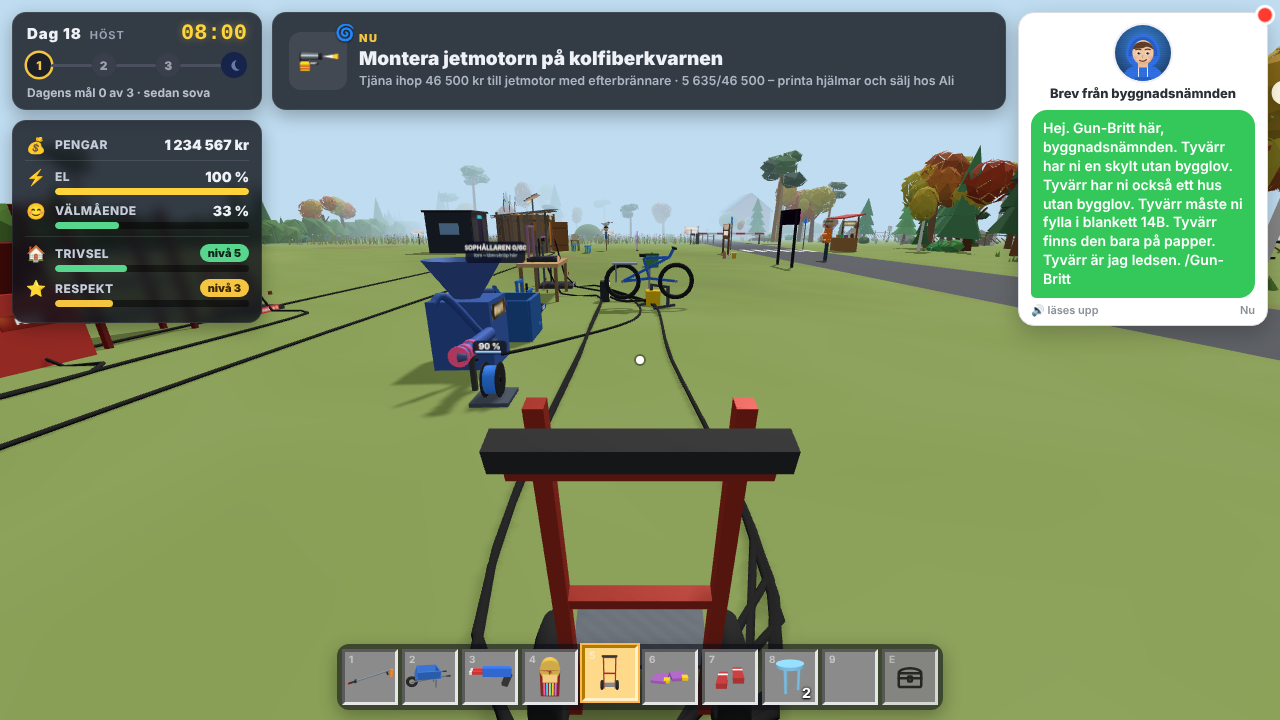 Dag 18 HÖST 08:00
1 2 3
Dagens mål 0 av 3 · sedan sova
PENGAR 1 234 567 kr
EL 100 %
VÄLMÅENDE 33 %
TRIVSEL nivå 5
RESPEKT nivå 3
NU
Montera jetmotorn på kolfiberkvarnen
Tjäna ihop 46 500 kr till jetmotor med efterbrännare · 5 635/46 500 – printa hjälmar och sälj hos Ali
Brev från byggnadsnämnden
Hej. Gun-Britt här,
byggnadsnämnden. Tyvärr
har ni en skylt utan bygglov.
Tyvärr har ni också ett hus
utan bygglov. Tyvärr måste ni
fylla i blankett 14B. Tyvärr
finns den bara på papper.
Tyvärr är jag ledsen. /Gun-
Britt
läses upp Nu
SOPHÅLLAREN 0/60
90 %
1 2 3 4 5 6 7 8 2 9 E